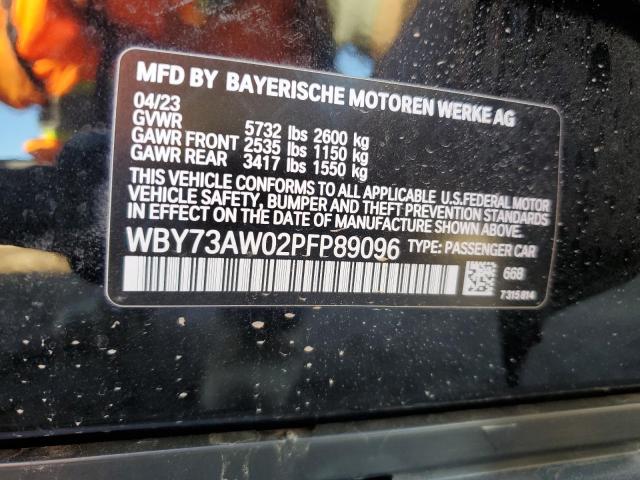 MFD BY BAYERISCHE MOTOREN WERKE AG
04/23
GVWR 5732 lbs 2600 kg
GAWR FRONT 2535 lbs 1150 kg
GAWR REAR 3417 lbs 1550 kg
THIS VEHICLE CONFORMS TO ALL APPLICABLE U.S.FEDERAL MOTOR
VEHICLE SAFETY, BUMPER AND THEFT PREVENTION STANDARDS
IN EFFECT ON THE DATE OF MANUFACTURE SHOWN ABOVE.
WBY73AW02PFP89096 TYPE: PASSENGER CAR
668
7315814